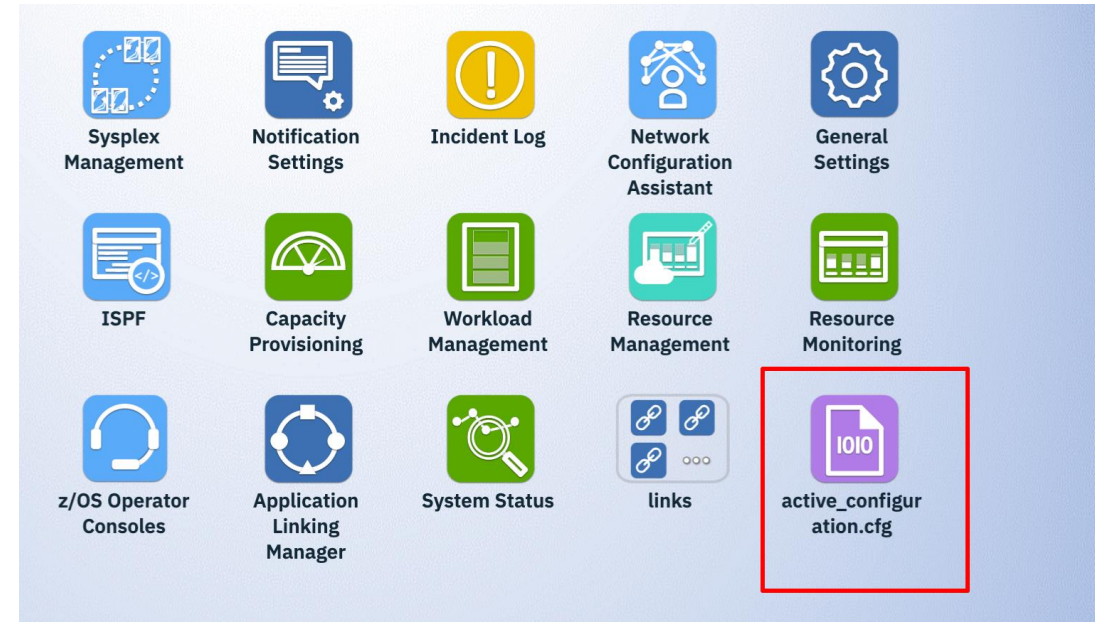 Sysplex
Management
Notification
Settings
Incident Log
Network
Configuration
Assistant
General
Settings
ISPF
</>
Capacity
Provisioning
Workload
Management
Resource
Management
Resource
Monitoring
z/OS Operator
Consoles
Application
Linking
Manager
System Status
links
1010
active_configur
ation.cfg